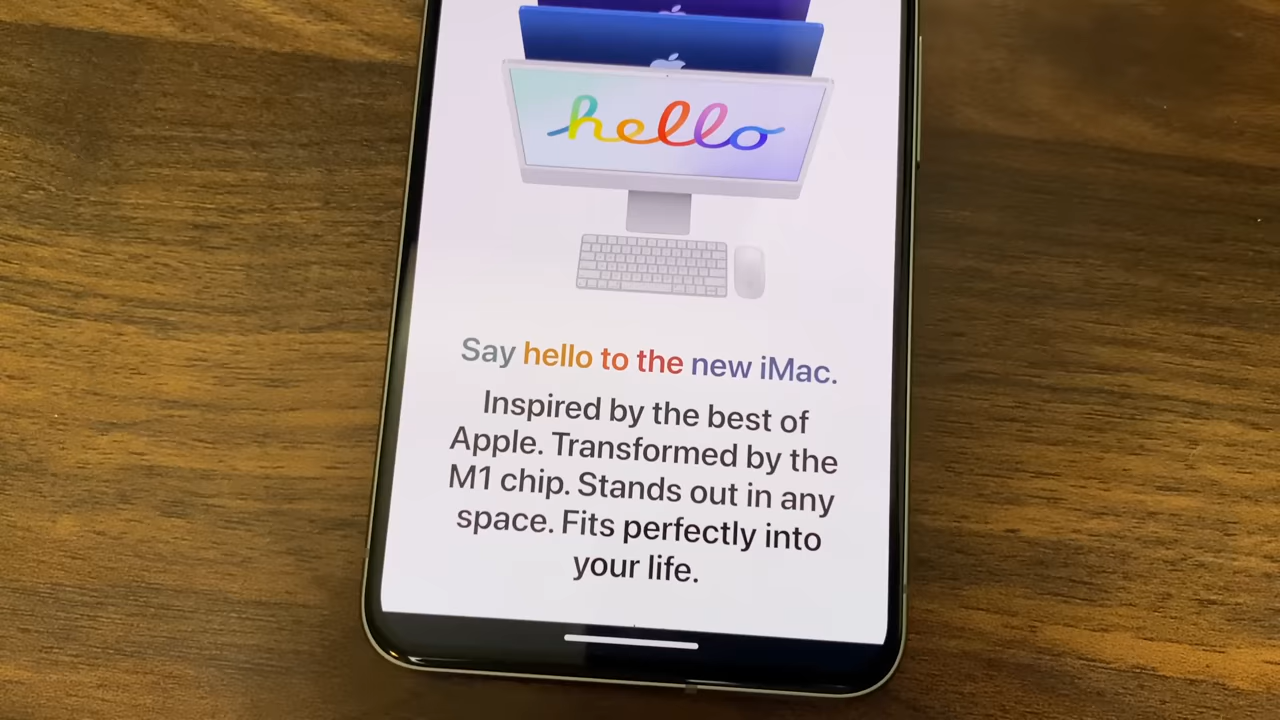 hello
Say hello to the new iMac.
Inspired by the best of
Apple. Transformed by the
M1 chip. Stands out in any
space. Fits perfectly into
your life.